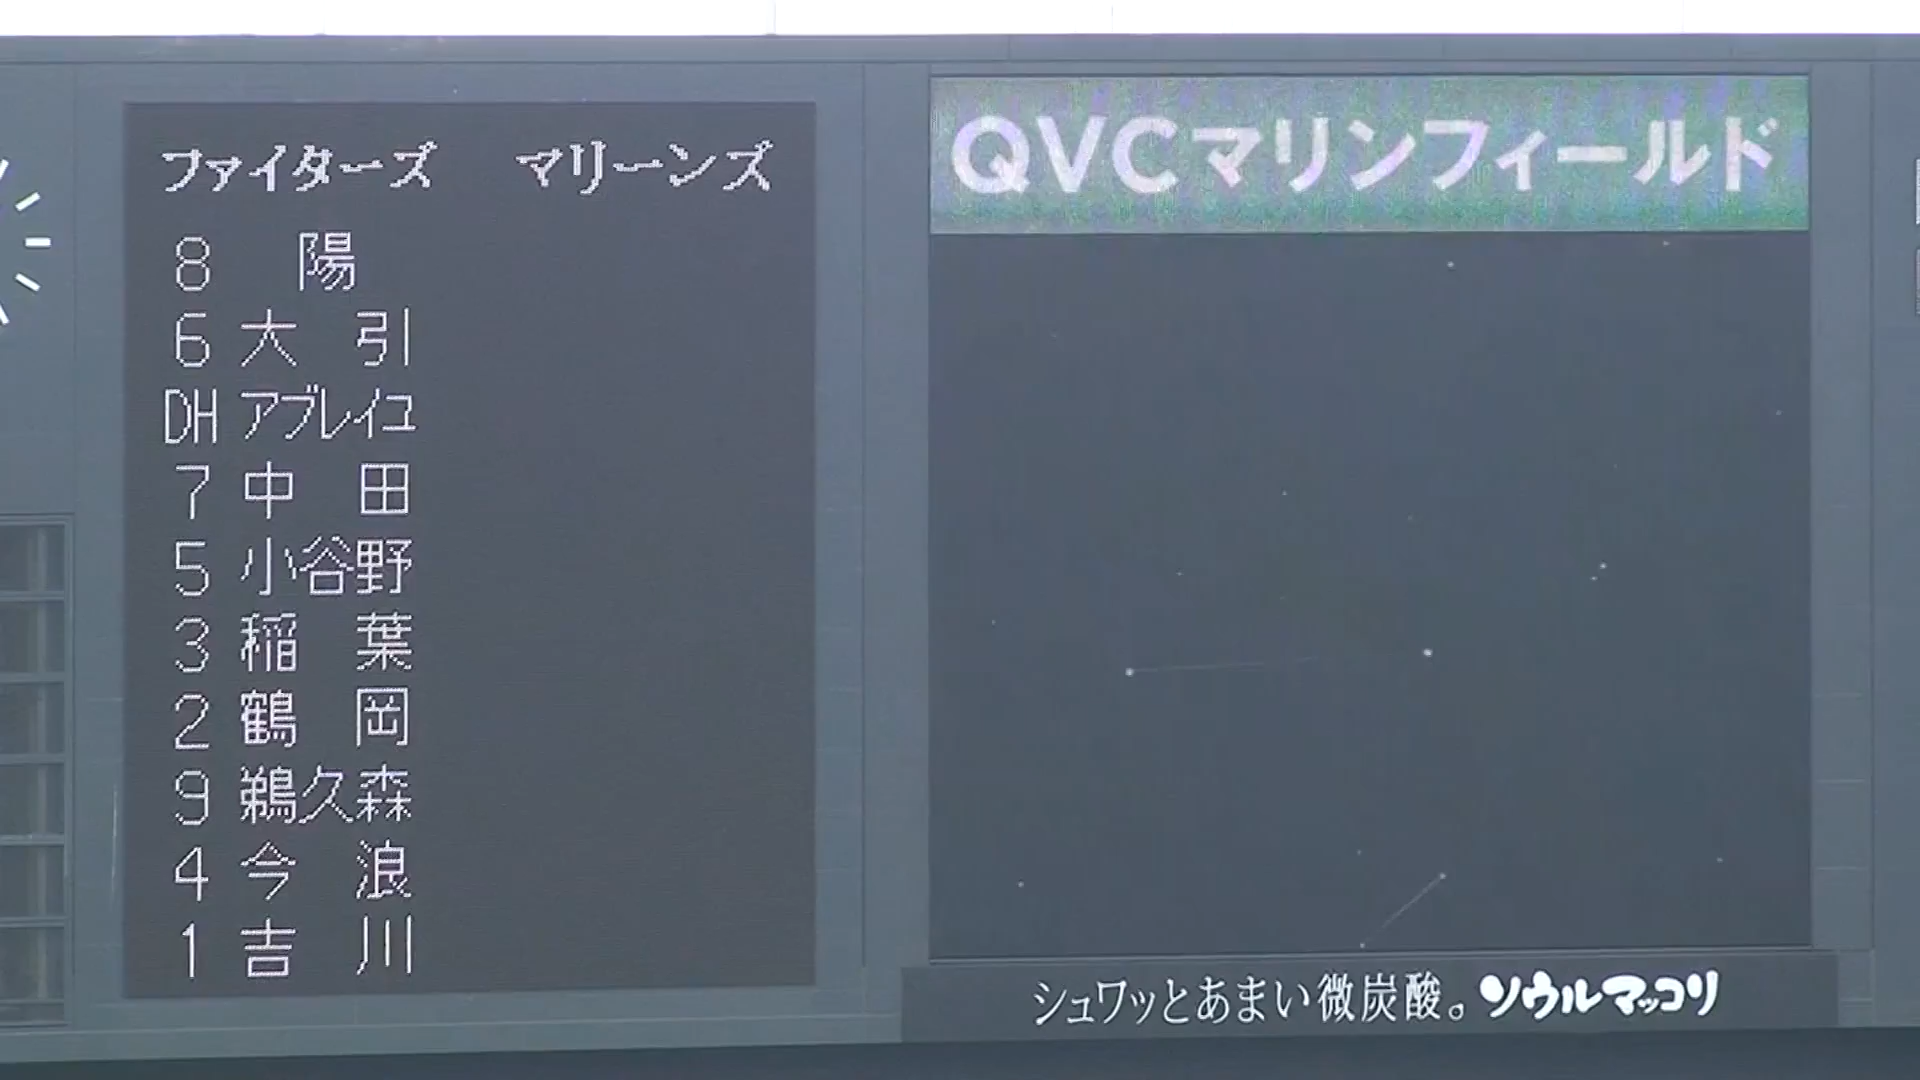 ファイターズ マリーンズ
8 陽
6 大引
DH アブレイユ
7 中田
5 小谷野
3 稲葉
2 鶴岡
9 鵜久森
4 今浪
1 吉川
QVCマリンフィールド
シュワッとあまい微炭酸。ソウルマッコリ